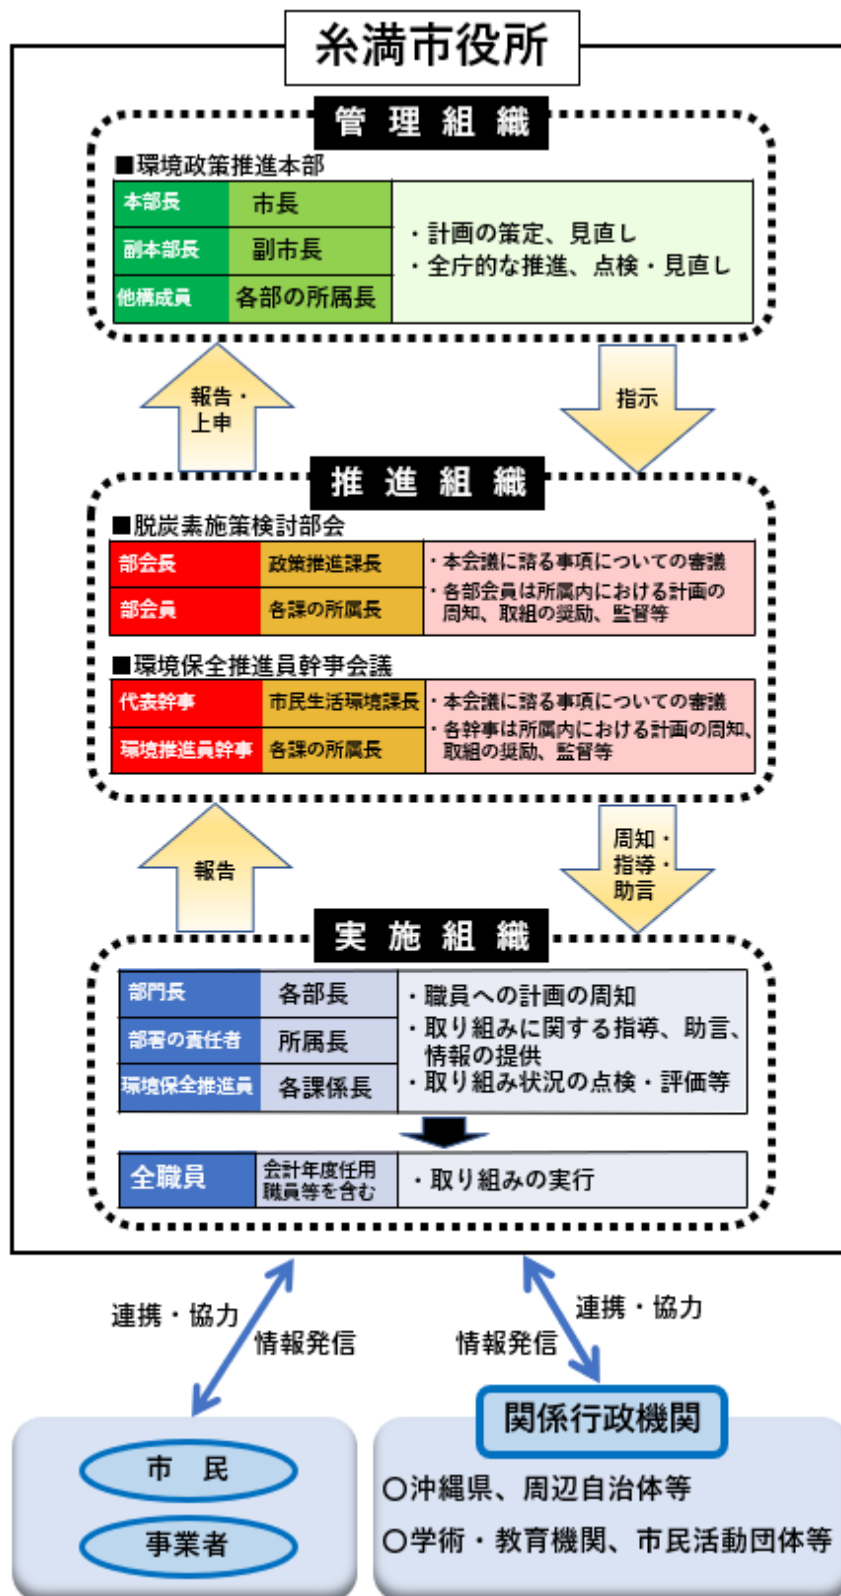 糸満市役所
管理組織
■環境政策推進本部
本部長
市長
副本部長
副市長
他構成員
各部の所属長
・計画の策定、見直し
・全庁的な推進、点検・見直し
報告・
上申
指示
推進組織
■脱炭素施策検討部会
部会長
政策推進課長
部会員
各課の所属長
・本会議に諮る事項についての審議
・各部会員は所属内における計画の
周知、取組の奨励、監督等
■環境保全推進員幹事会議
代表幹事
市民生活環境課長
環境推進員幹事
各課の所属長
・本会議に諮る事項についての審議
・各幹事は所属内における計画の周知、
取組の奨励、監督等
報告
周知・
指導・
助言
実施組織
部門長
各部長
部署の責任者
所属長
環境保全推進員
各課係長
・職員への計画の周知
・取り組みに関する指導、助言、
情報の提供
・取り組み状況の点検・評価等
全職員
会計年度任用
職員等を含む
・取り組みの実行
連携・協力
情報発信
連携・協力
情報発信
市 民
事業者
関係行政機関
○沖縄県、周辺自治体等
○学術・教育機関、市民活動団体等